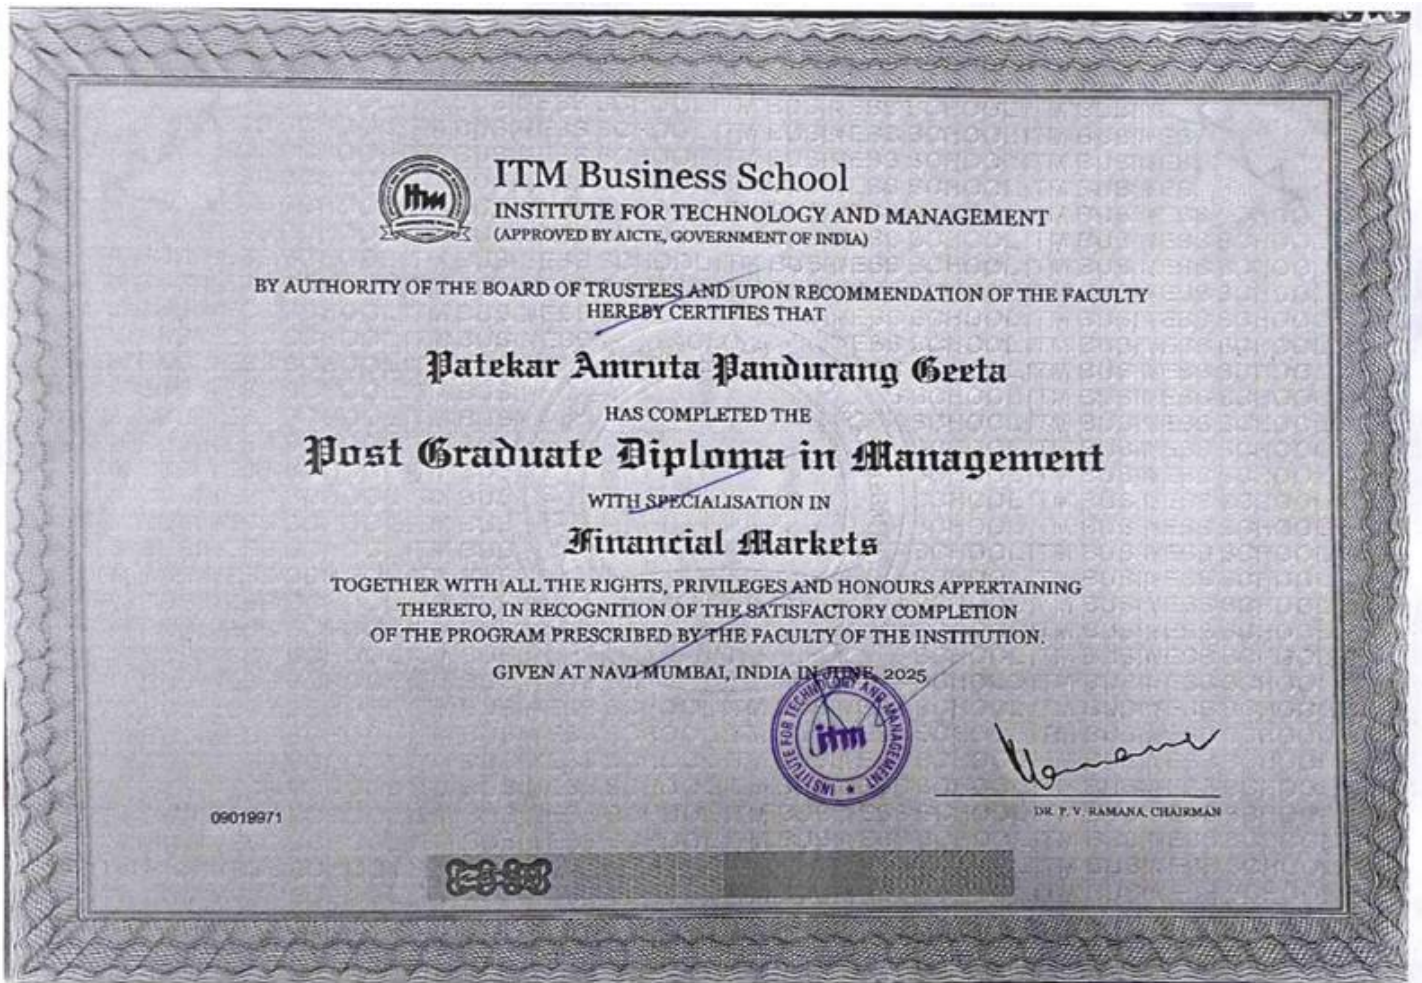 itm
ITM Business School
INSTITUTE FOR TECHNOLOGY AND MANAGEMENT
(APPROVED BY AICTE, GOVERNMENT OF INDIA)
BY AUTHORITY OF THE BOARD OF TRUSTEES AND UPON RECOMMENDATION OF THE FACULTY
HEREBY CERTIFIES THAT
Patekar Amruta Pandurang Geeta
HAS COMPLETED THE
Post Graduate Diploma in Management
WITH SPECIALISATION IN
Financial Markets
TOGETHER WITH ALL THE RIGHTS, PRIVILEGES AND HONOURS APPERTAINING
THERETO, IN RECOGNITION OF THE SATISFACTORY COMPLETION
OF THE PROGRAM PRESCRIBED BY THE FACULTY OF THE INSTITUTION.
GIVEN AT NAVI MUMBAI, INDIA IN JUNE, 2025
INSTITUTE FOR TECHNOLOGY AND MANAGEMENT
itm
Ramana
DR. P. V. RAMANA, CHAIRMAN
09019971